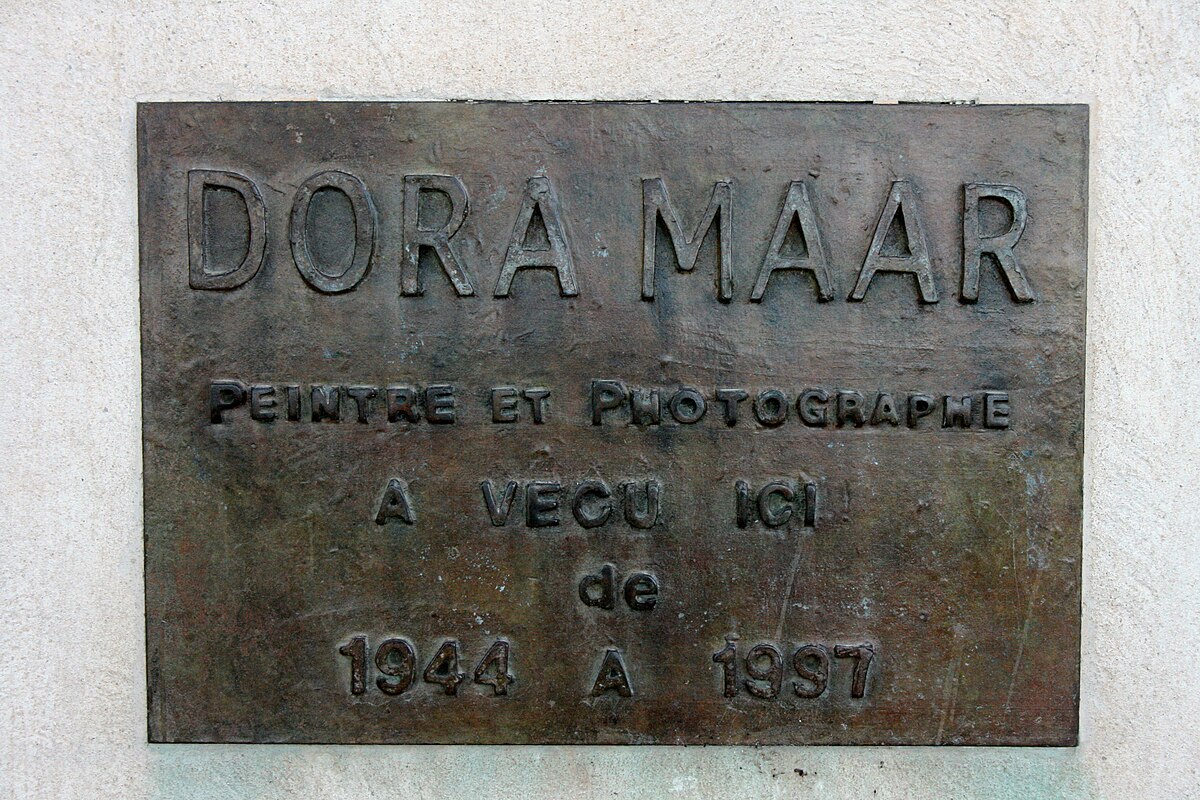 DORA MAAR
PEINTRE ET PHOTOGRAPHE
A VECU ICI
de
1944 A 1997